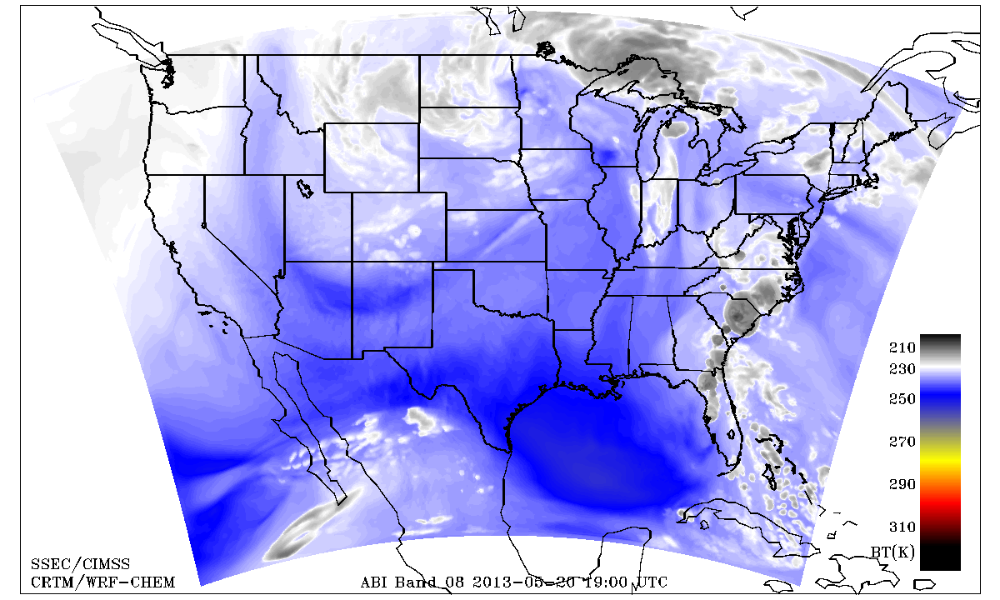 210
230
250
270
290
310
BT(K)
SSEC/CIMSS
CRTM/WRF-CHEM
ABI Band 08 2013-05-20 19:00 UTC